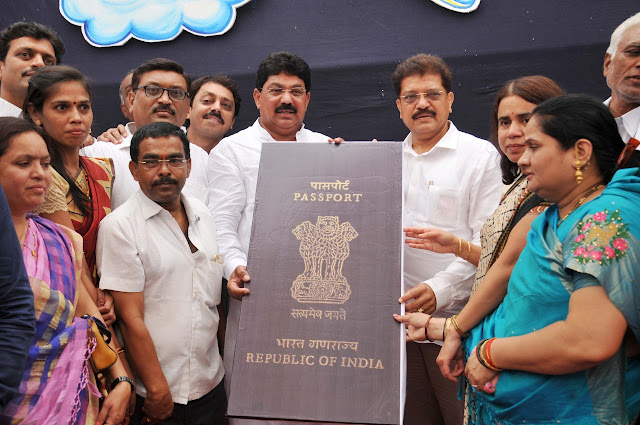 पासपोर्ट
PASSPORT
सत्यमेव जयते
भारत गणराज्य
REPUBLIC OF INDIA